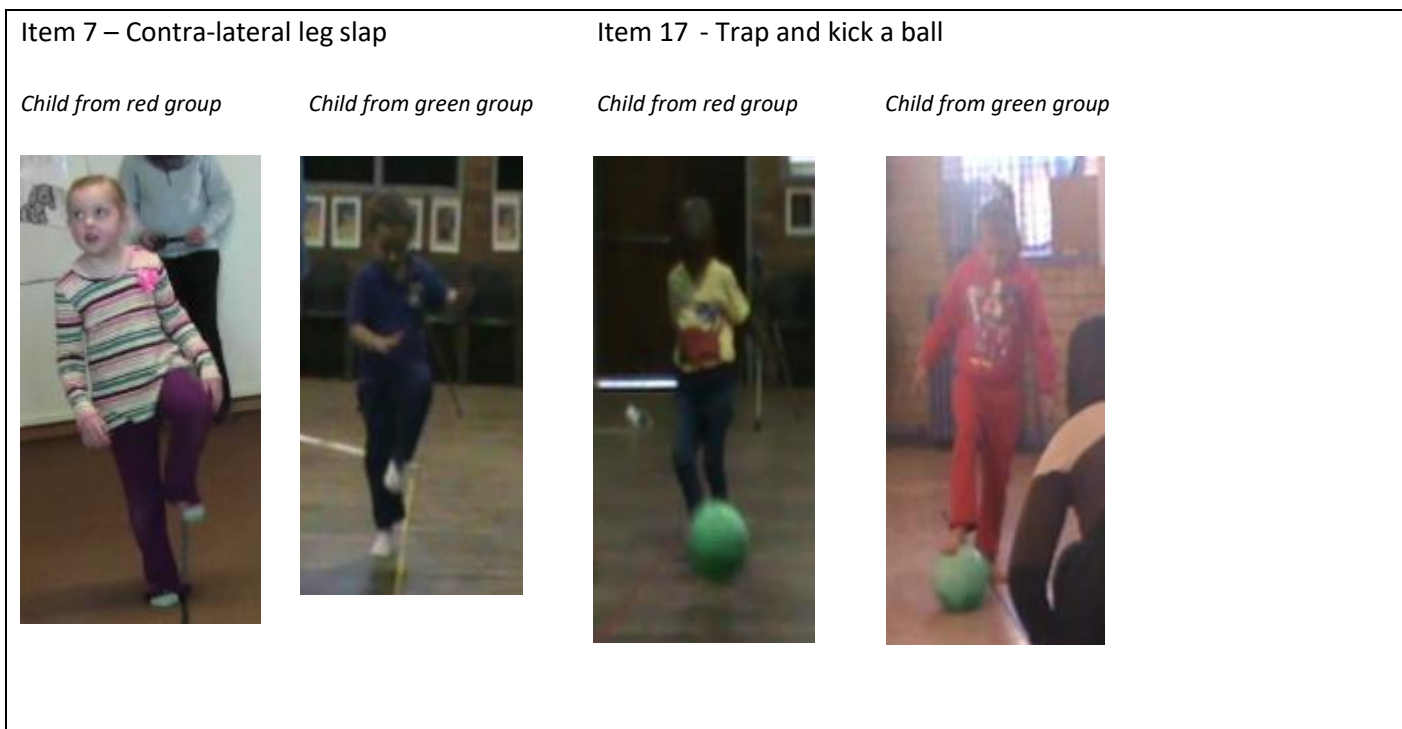 Item 7 – Contra-lateral leg slap
Item 17 - Trap and kick a ball
Child from red group
Child from green group
Child from red group
Child from green group